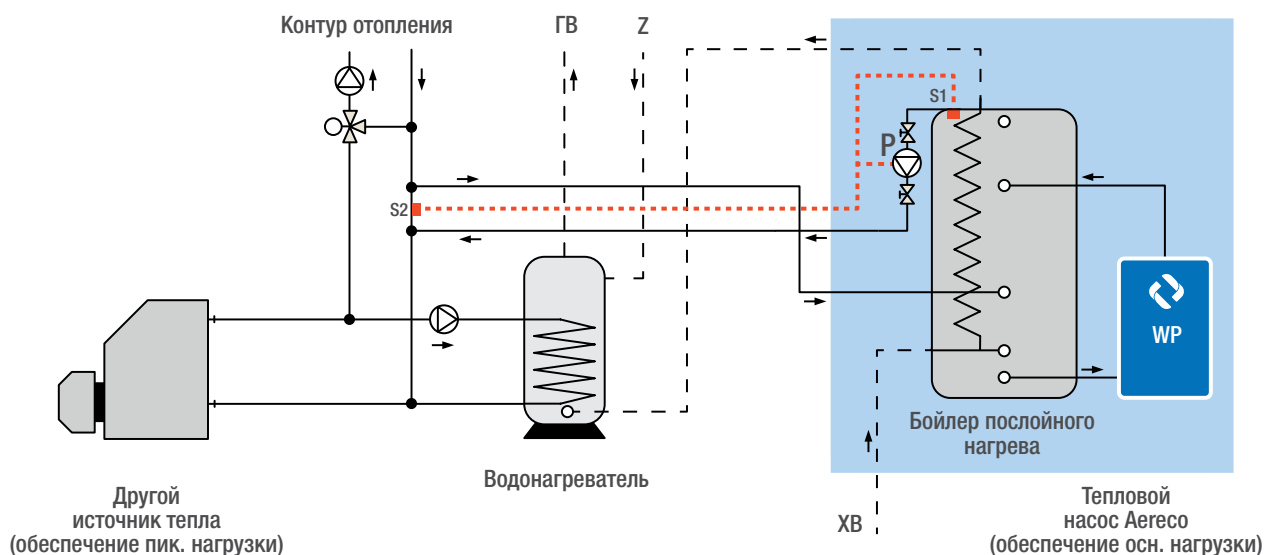 Контур отопления
ГВ
Z
S1
P
S2
WP
Бойлер послойного
нагрева
Водонагреватель
Другой
источник тепла
(обеспечение пик. нагрузки)
ХВ
Тепловой
насос Aereco
(обеспечение осн. нагрузки)